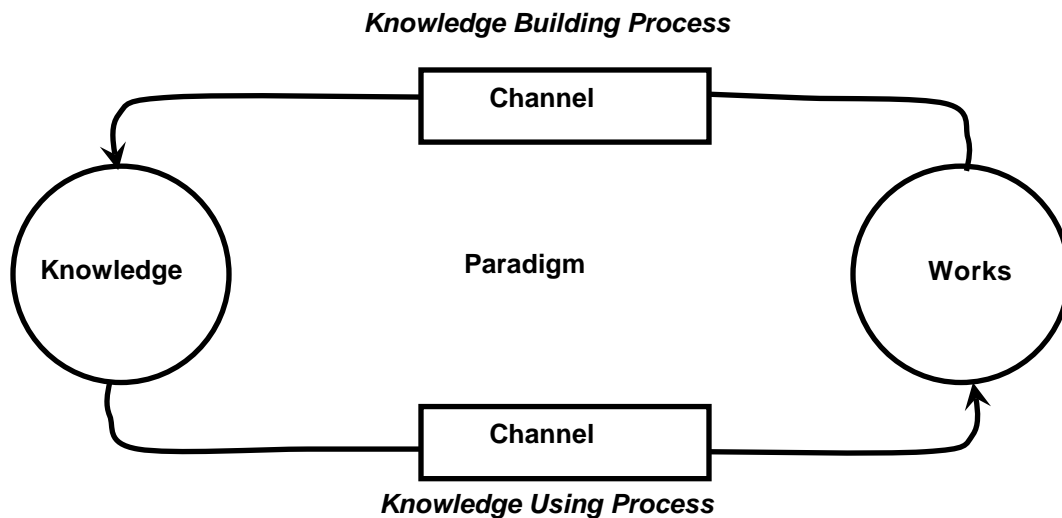 Knowledge Building Process
Channel
Knowledge
Paradigm
Works
Channel
Knowledge Using Process